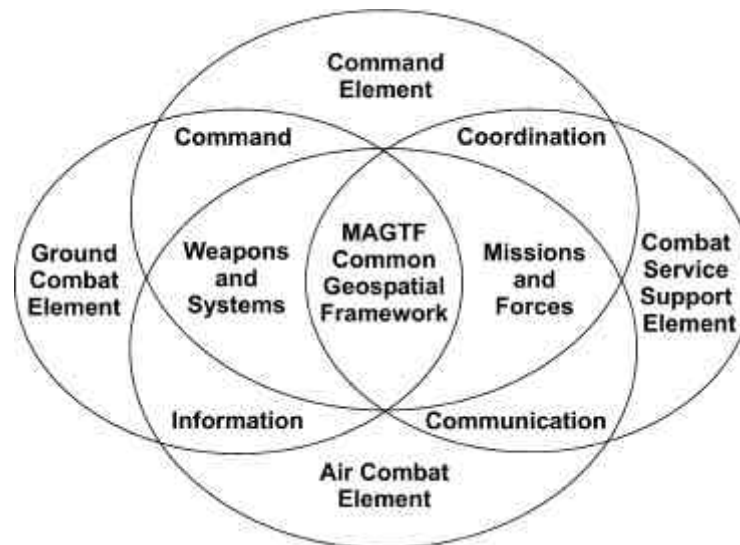 Command
Element
Command
Coordination
Ground
Combat
Element
Weapons
and
Systems
MAGTF
Common
Geospatial
Framework
Missions
and
Forces
Combat
Service
Support
Element
Information
Communication
Air Combat
Element